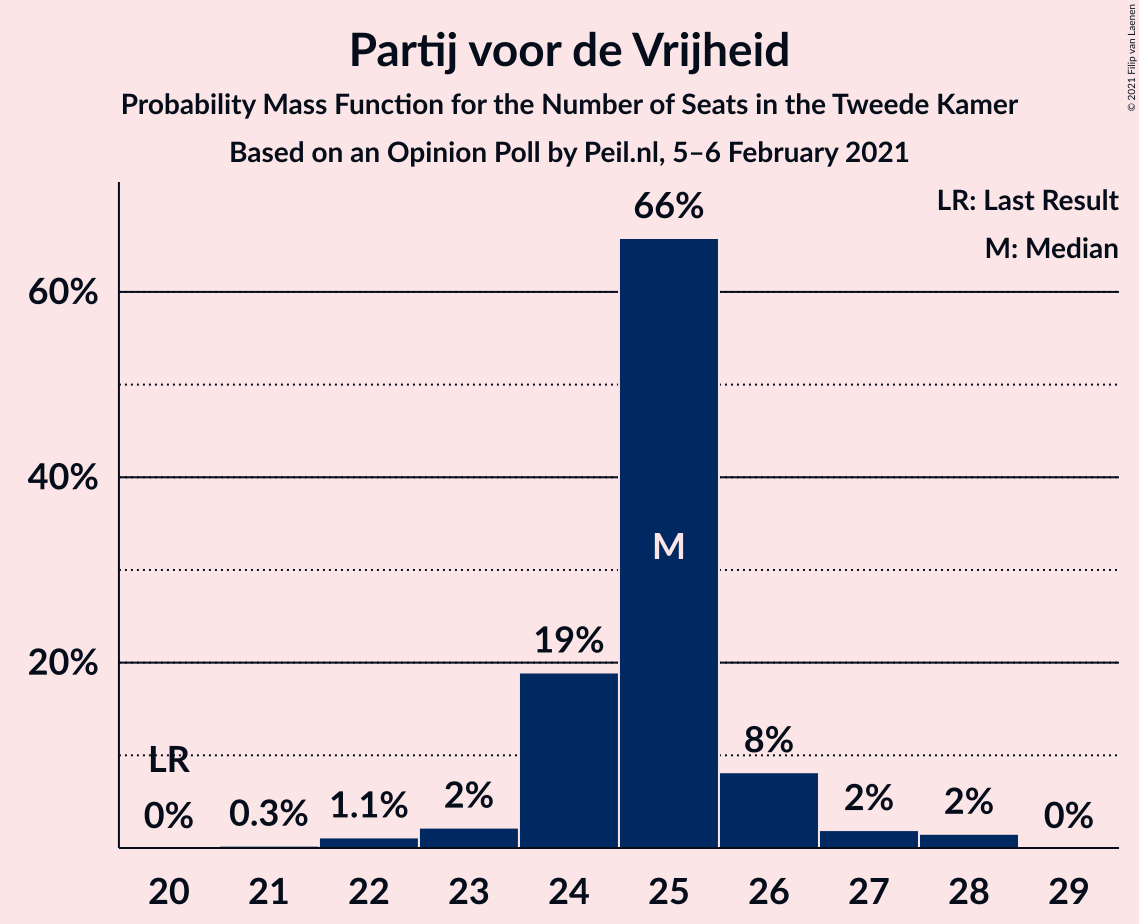 Partij voor de Vrijheid
Probability Mass Function for the Number of Seats in the Tweede Kamer
Based on an Opinion Poll by Peil.nl, 5–6 February 2021
© 2021 Filip van Laenen
LR: Last Result
M: Median
66%
60%
40%
M
19%
20%
8%
LR
0%
0.3%
1.1%
2%
2%
2%
0%
20 21 22 23 24 25 26 27 28 29